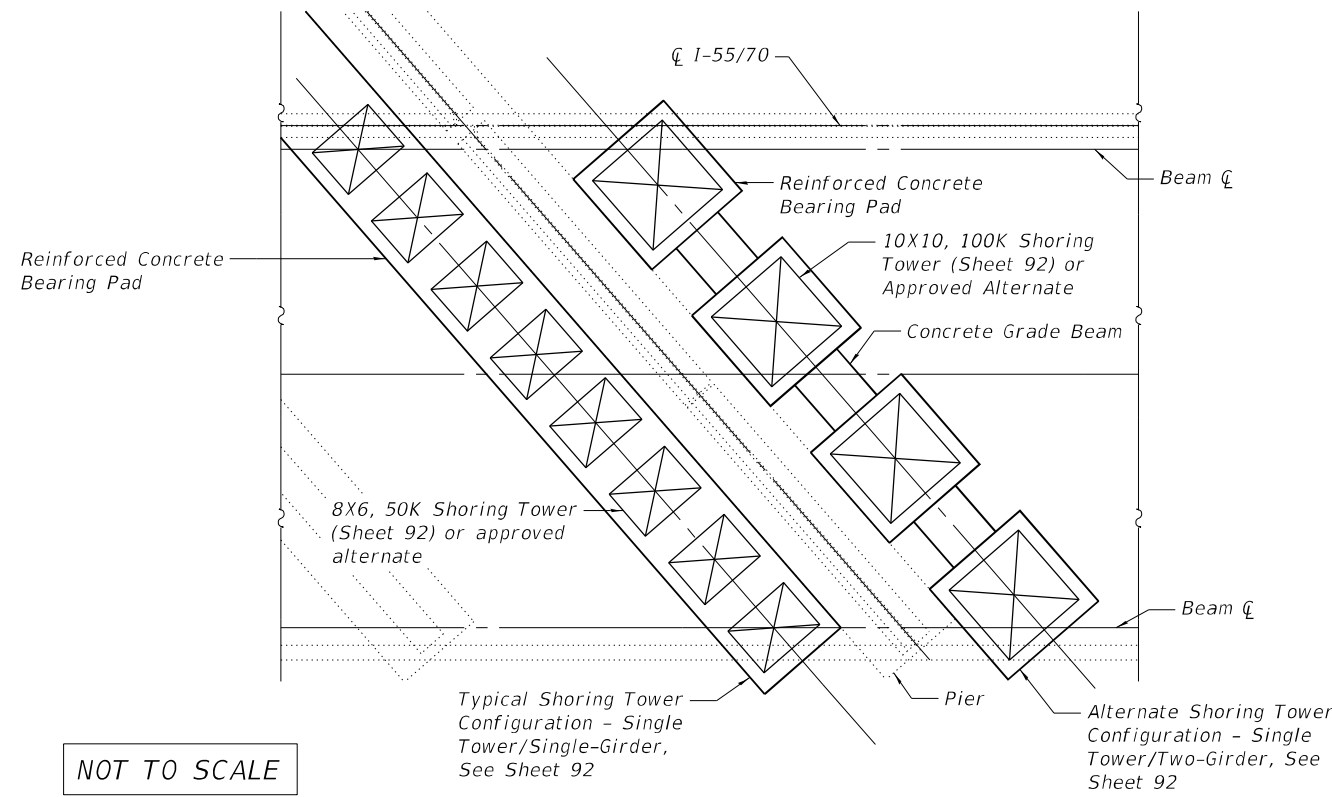 ℄ I-55/70
Beam ℄
Reinforced Concrete
Bearing Pad
10X10, 100K Shoring
Tower (Sheet 92) or
Approved Alternate
Reinforced Concrete
Bearing Pad
Concrete Grade Beam
8X6, 50K Shoring Tower
(Sheet 92) or approved
alternate
Beam ℄
Typical Shoring Tower
Configuration - Single
Tower/Single-Girder,
See Sheet 92
Pier
Alternate Shoring Tower
Configuration - Single
Tower/Two-Girder, See
Sheet 92
NOT TO SCALE